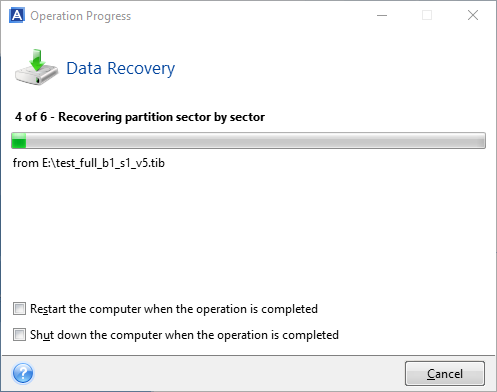 Operation Progress
Data Recovery
4 of 6 - Recovering partition sector by sector
from E:\test_full_b1_s1_v5.tib
Restart the computer when the operation is completed
Shut down the computer when the operation is completed
?
Cancel